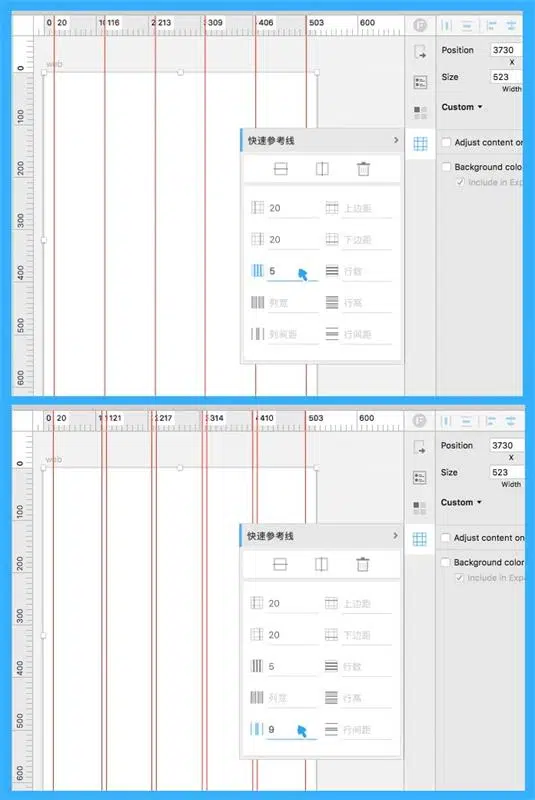 0 20 116 213 309 406 503 600
Position 3730
X
0
web
Size 523
Width
Custom
100
快速参考线
Adjust content on
Background colo
200
Include in Exp
20 上边距
20 下边距
300
5 行数
400
列宽 行高
列间距 行间距
500
600
0 20 121 217 314 410 503 600
Position 3730
X
0
web
Size 523
Width
Custom
100
快速参考线
Adjust content on
Background color
200
Include in Expo
20 上边距
300
20 下边距
5 行数
400
列宽 行高
9 行间距
500
600